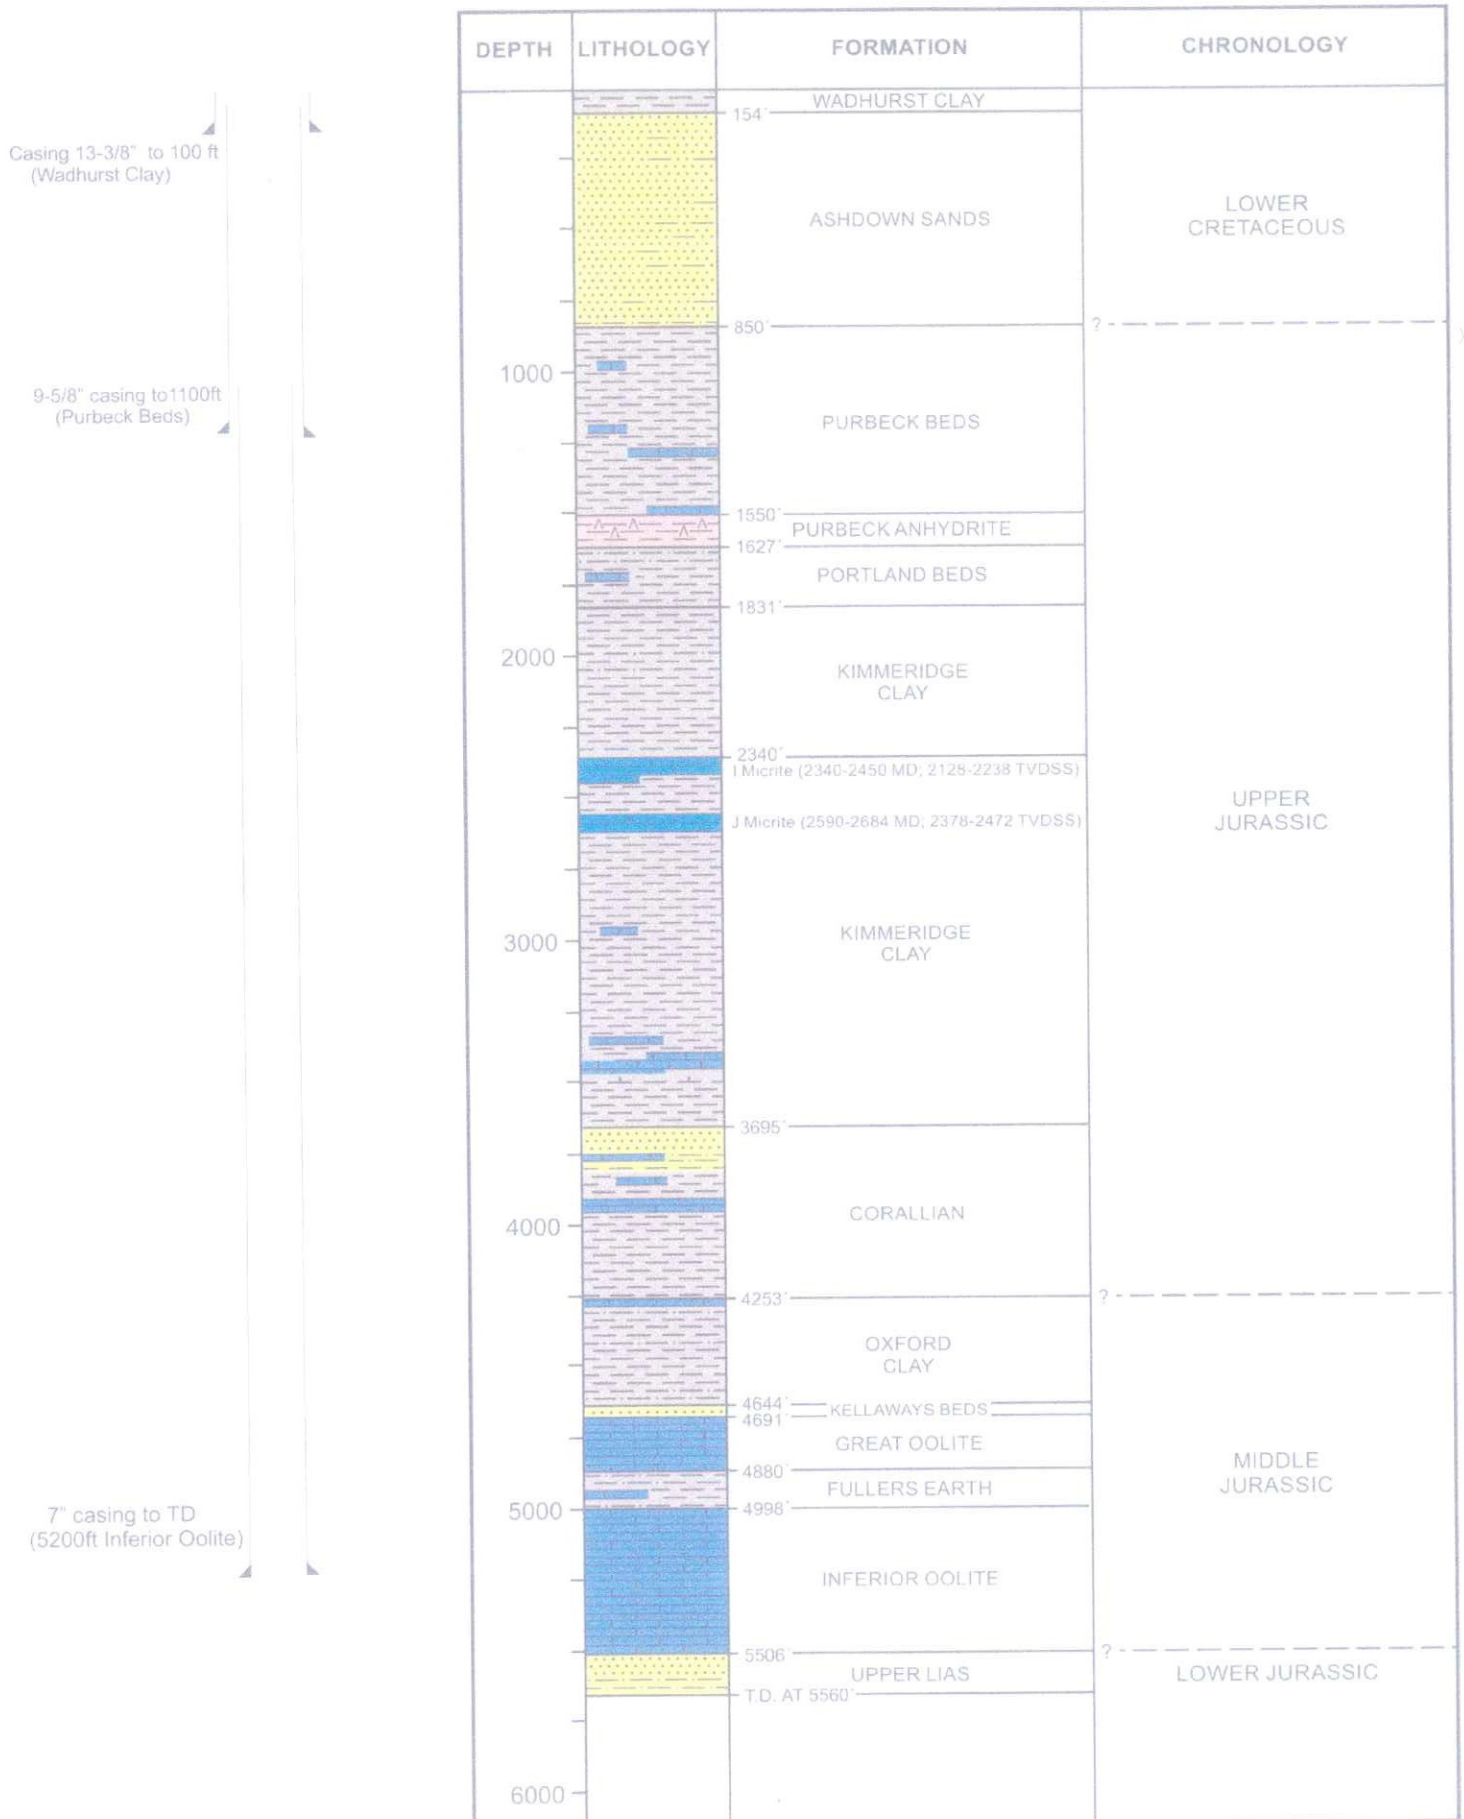 DEPTH LITHOLOGY FORMATION CHRONOLOGY
WADHURST CLAY
154'
Casing 13-3/8" to 100 ft
(Wadhurst Clay)
ASHDOWN SANDS
LOWER
CRETACEOUS
850'
?
1000
9-5/8" casing to1100ft
(Purbeck Beds)
PURBECK BEDS
1550'
PURBECK ANHYDRITE
1627'
PORTLAND BEDS
1831'
2000
KIMMERIDGE
CLAY
2340'
I Micrite (2340-2450 MD; 2128-2238 TVDSS)
J Micrite (2590-2684 MD; 2378-2472 TVDSS)
UPPER
JURASSIC
3000
KIMMERIDGE
CLAY
3695'
4000
CORALLIAN
4253'
?
OXFORD
CLAY
4644'
KELLAWAYS BEDS
4691'
GREAT OOLITE
4880'
FULLERS EARTH
4998'
MIDDLE
JURASSIC
5000
7" casing to TD
(5200ft Inferior Oolite)
INFERIOR OOLITE
5506'
?
UPPER LIAS
LOWER JURASSIC
T.D. AT 5560'
6000